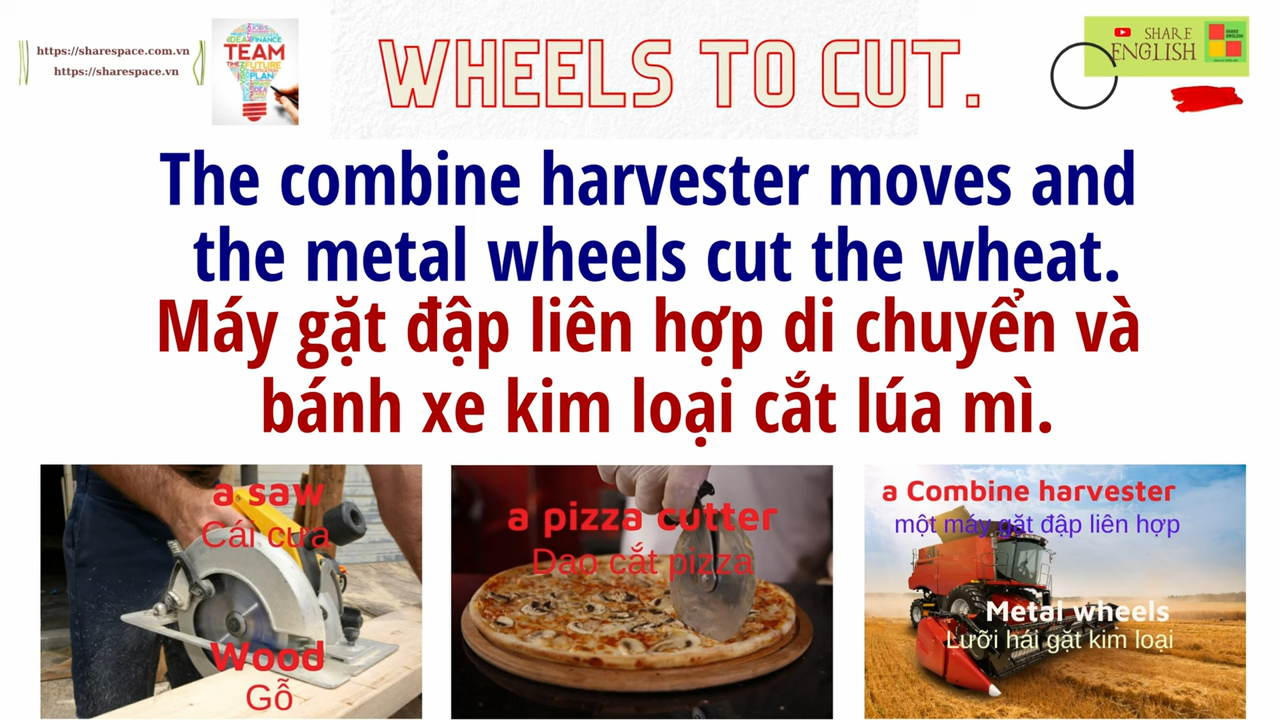 https://sharespace.com.vn
https://sharespace.vn
TEAM
FUTURE
PLAN
IDEA
WHEELS TO CUT.
SHARE
ENGLISH
The combine harvester moves and
the metal wheels cut the wheat.
Máy gặt đập liên hợp di chuyển và
bánh xe kim loại cắt lúa mì.
a saw
Cái cưa
Wood
Gỗ
a pizza cutter
Dao cắt pizza
a Combine harvester
một máy gặt đập liên hợp
Metal wheels
Lưỡi hái gặt kim loại